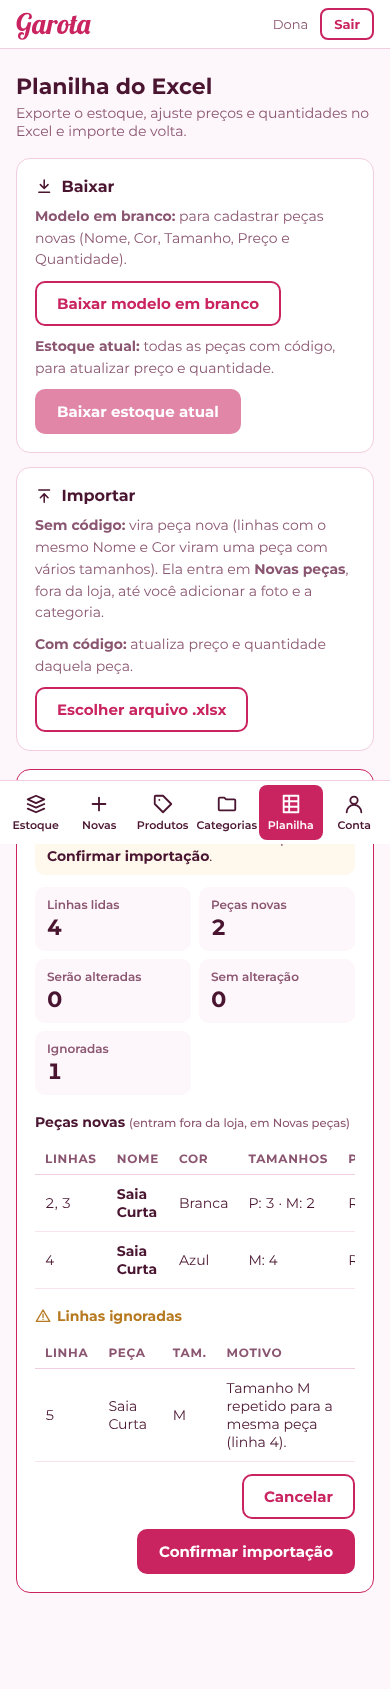 Garota
Dona
Sair
Planilha do Excel
Exporte o estoque, ajuste preços e quantidades no
Excel e importe de volta.
Baixar
Modelo em branco: para cadastrar peças
novas (Nome, Cor, Tamanho, Preço e
Quantidade).
Baixar modelo em branco
Estoque atual: todas as peças com código,
para atualizar preço e quantidade.
Baixar estoque atual
Importar
Sem código: vira peça nova (linhas com o
mesmo Nome e Cor viram uma peça com
vários tamanhos). Ela entra em Novas peças,
fora da loja, até você adicionar a foto e a
categoria.
Com código: atualiza preço e quantidade
daquela peça.
Escolher arquivo .xlsx
Estoque
Novas
Produtos
Categorias
Planilha
Conta
Confirmar importação.
Linhas lidas
4
Peças novas
2
Serão alteradas
0
Sem alteração
0
Ignoradas
1
Peças novas (entram fora da loja, em Novas peças)
LINHAS NOME COR TAMANHOS
2, 3 Saia Curta Branca P: 3 · M: 2
4 Saia Curta Azul M: 4
Linhas ignoradas
LINHA PEÇA TAM. MOTIVO
5 Saia Curta M Tamanho M
repetido para a
mesma peça
(linha 4).
Cancelar
Confirmar importação